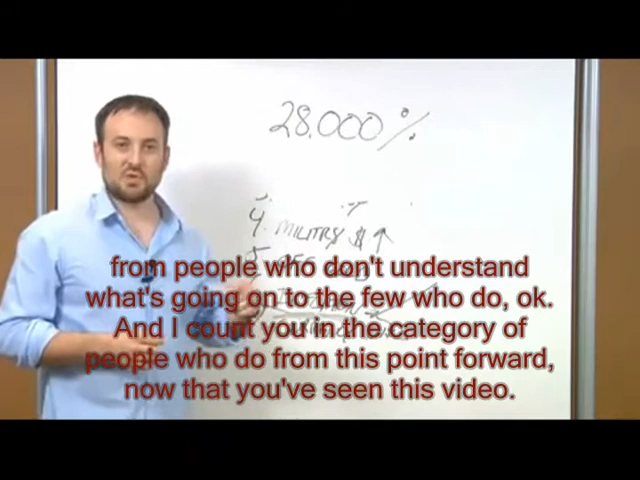 28.000%
4. MILITRY $ ↑
5.
from people who don't understand
what's going on to the few who do, ok.
And I count you in the category of
people who do from this point forward,
now that you've seen this video.